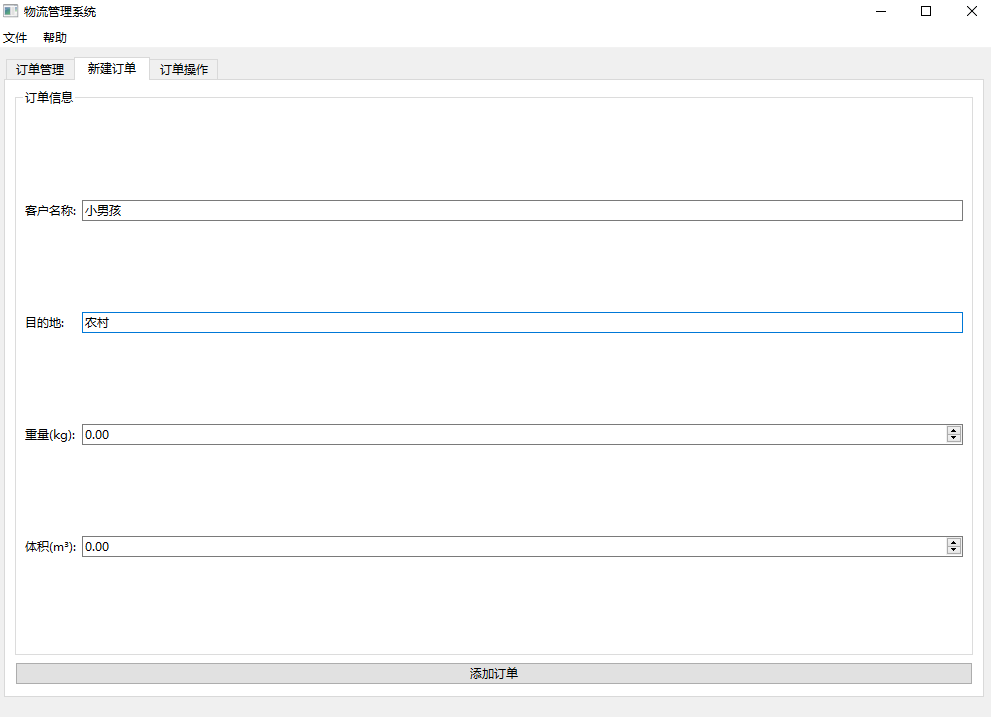 物流管理系统
文件 帮助
订单管理 新建订单 订单操作
订单信息
客户名称: 小男孩
目的地: 农村
重量(kg): 0.00
体积(m³): 0.00
添加订单